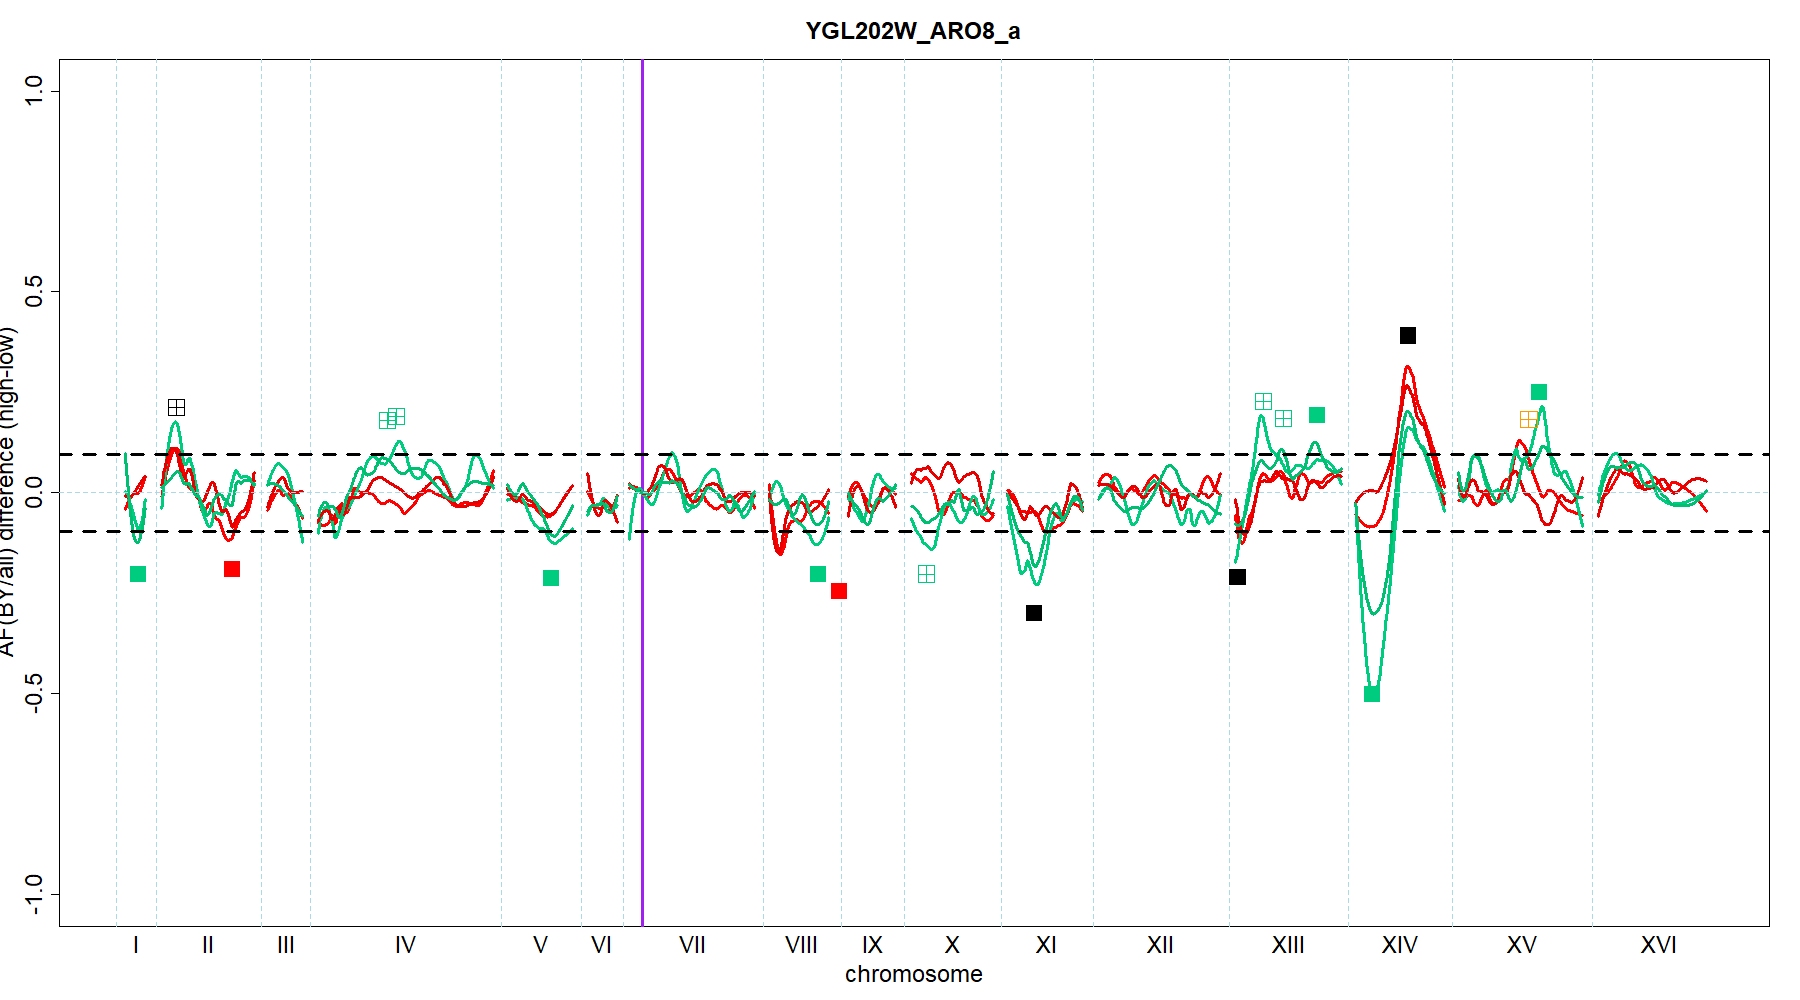 YGL202W_ARO8_a
1.0
0.5
0.0
-0.5
-1.0
AF(BY/all) difference (high-low)
I II III IV V VI VII VIII IX X XI XII XIII XIV XV XVI
chromosome